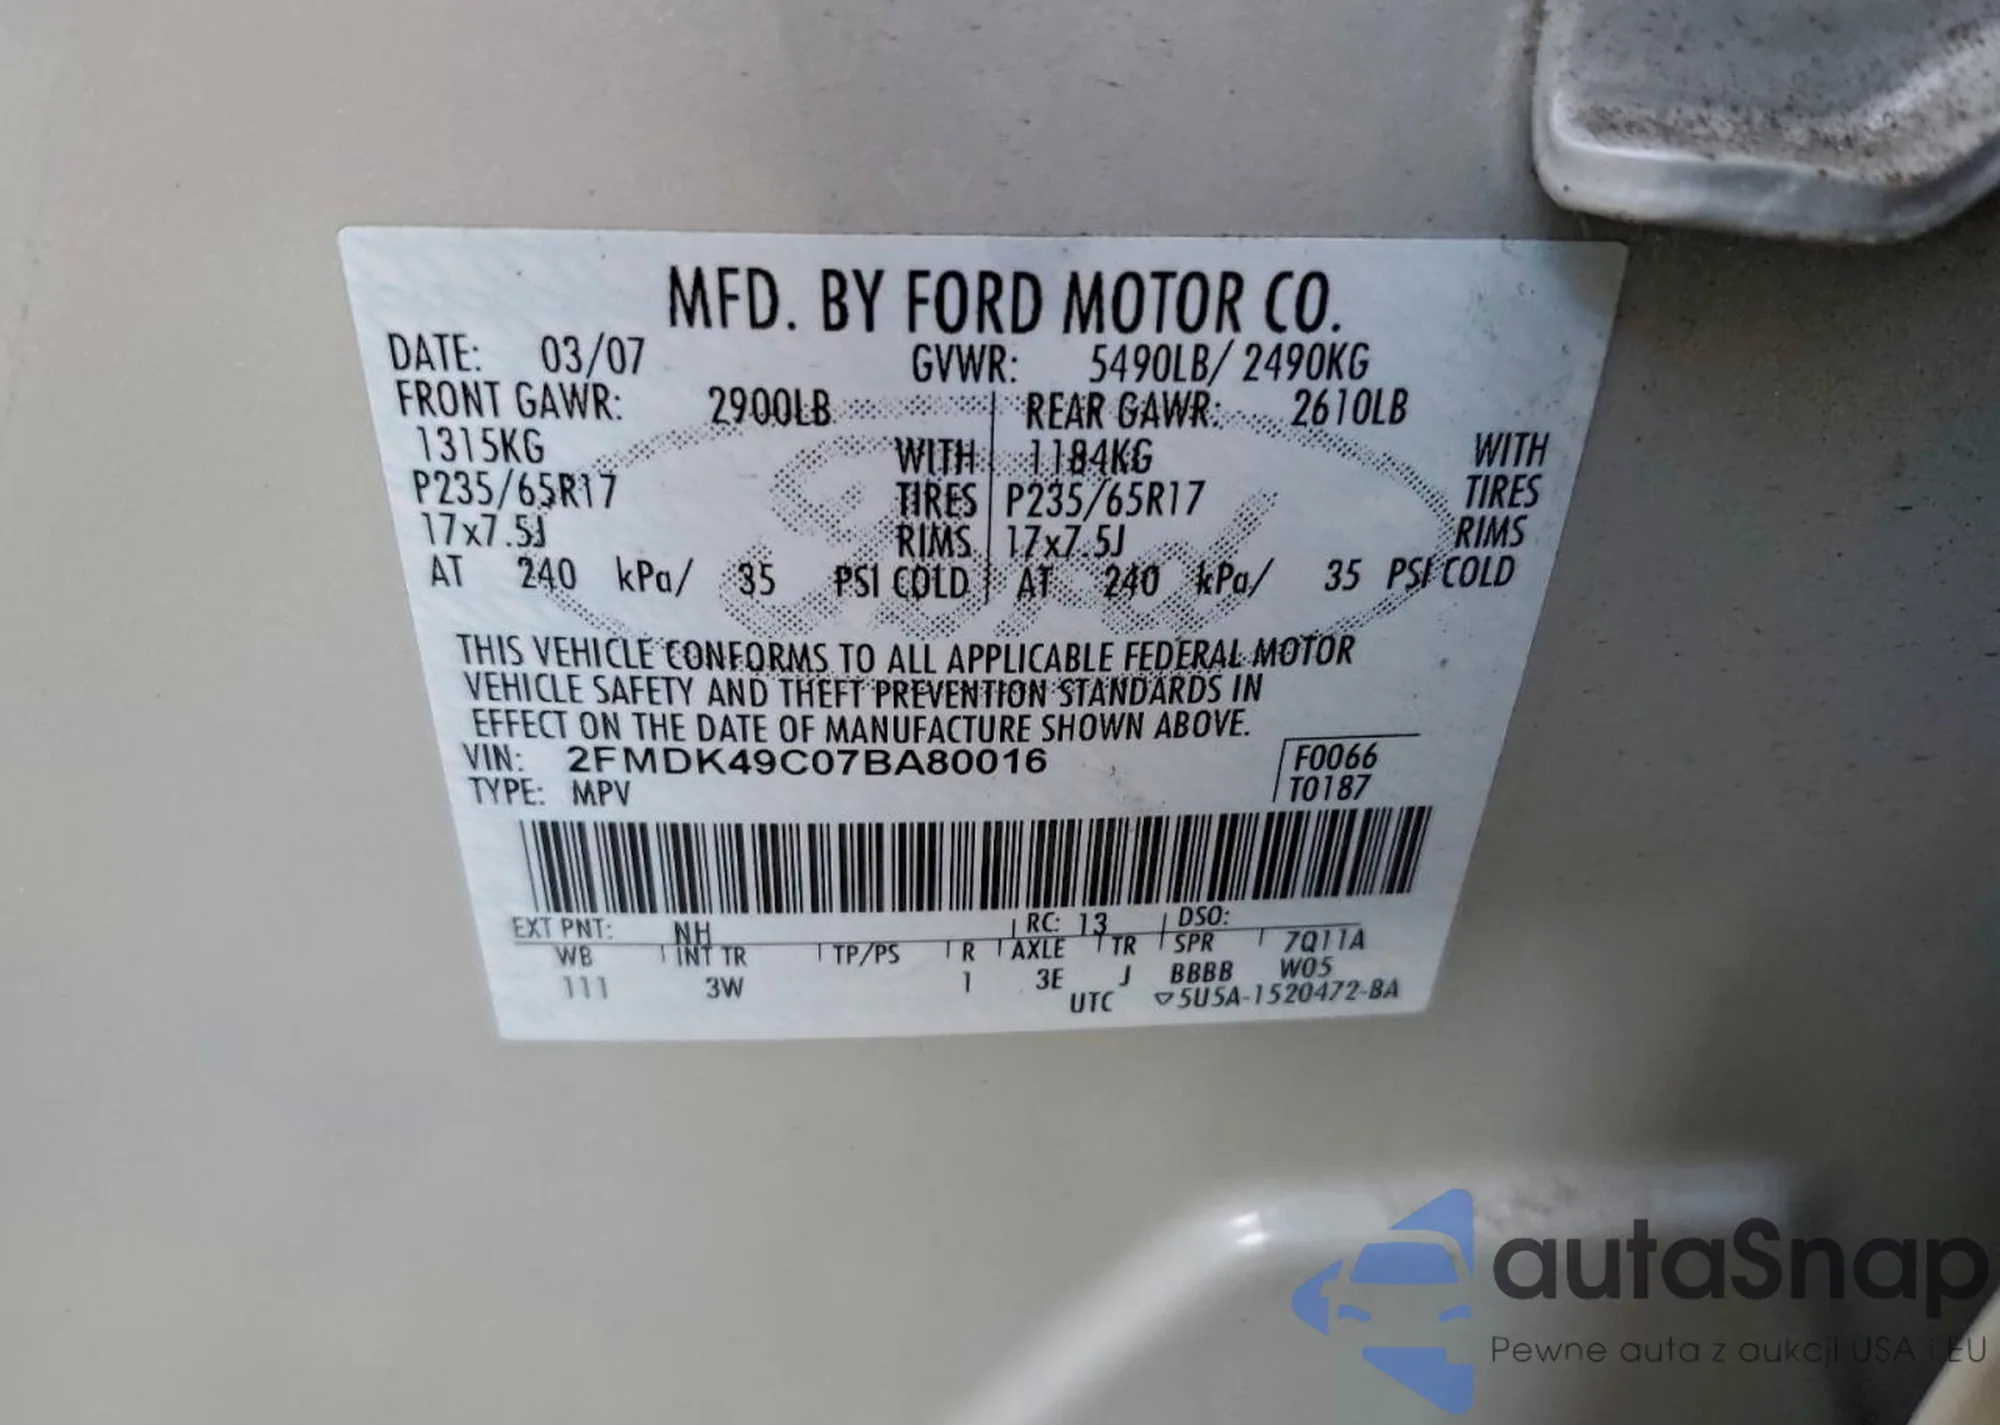 MFD. BY FORD MOTOR CO.
DATE: 03/07 GVWR: 5490LB/ 2490KG
FRONT GAWR: 2900LB REAR GAWR: 2610LB
1315KG WITH 1184KG WITH
P235/65R17 TIRES P235/65R17 TIRES
17x7.5J RIMS 17x7.5J RIMS
AT 240 kPa/ 35 PSI COLD AT 240 kPa/ 35 PSI COLD
THIS VEHICLE CONFORMS TO ALL APPLICABLE FEDERAL MOTOR
VEHICLE SAFETY AND THEFT PREVENTION STANDARDS IN
EFFECT ON THE DATE OF MANUFACTURE SHOWN ABOVE.
VIN: 2FMDK49C07BA80016 F0066
TYPE: MPV T0187
EXT PNT: NH RC: 13 DSO:
WB INT TR TP/PS R AXLE TR SPR 7Q11A
111 3W 1 3E J BBBB W05
UTC ▽5U5A-1520472-BA
autaSnap
Pewne auta z aukcji USA i EU